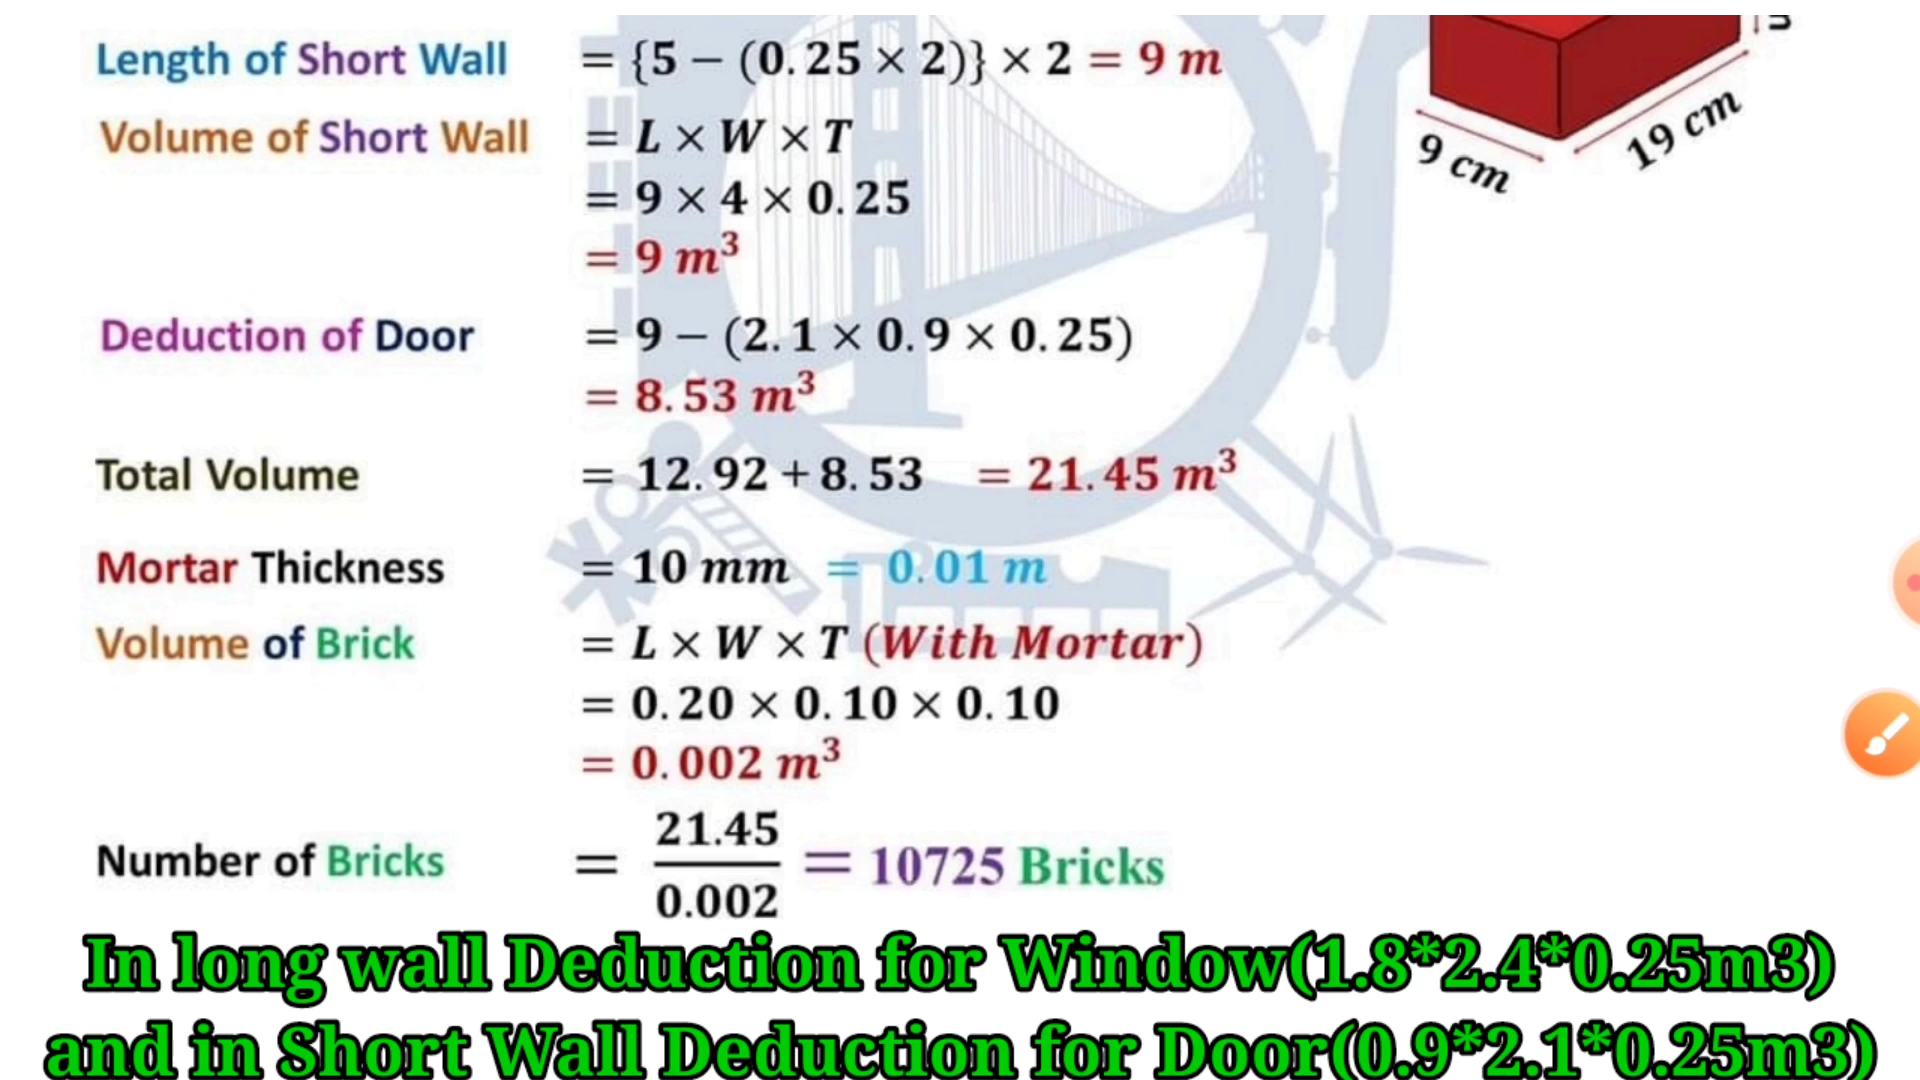 Length of Short Wall = {5 − (0.25 × 2)} × 2 = 9 m
9 cm
19 cm
Volume of Short Wall = L × W × T
= 9 × 4 × 0.25
= 9 m³
Deduction of Door = 9 − (2.1 × 0.9 × 0.25)
= 8.53 m³
Total Volume = 12.92 + 8.53 = 21.45 m³
Mortar Thickness = 10 mm = 0.01 m
Volume of Brick = L × W × T (With Mortar)
= 0.20 × 0.10 × 0.10
= 0.002 m³
Number of Bricks = 21.45 / 0.002 = 10725 Bricks
In long wall Deduction for Window(1.8*2.4*0.25m3)
and in Short Wall Deduction for Door(0.9*2.1*0.25m3)